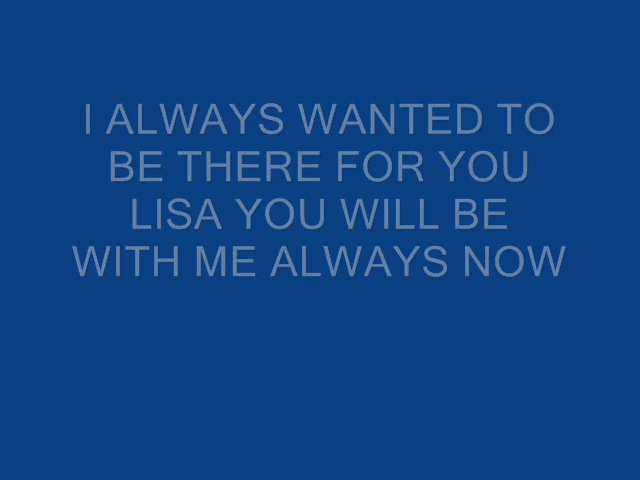 I ALWAYS WANTED TO
BE THERE FOR YOU
LISA YOU WILL BE
WITH ME ALWAYS NOW